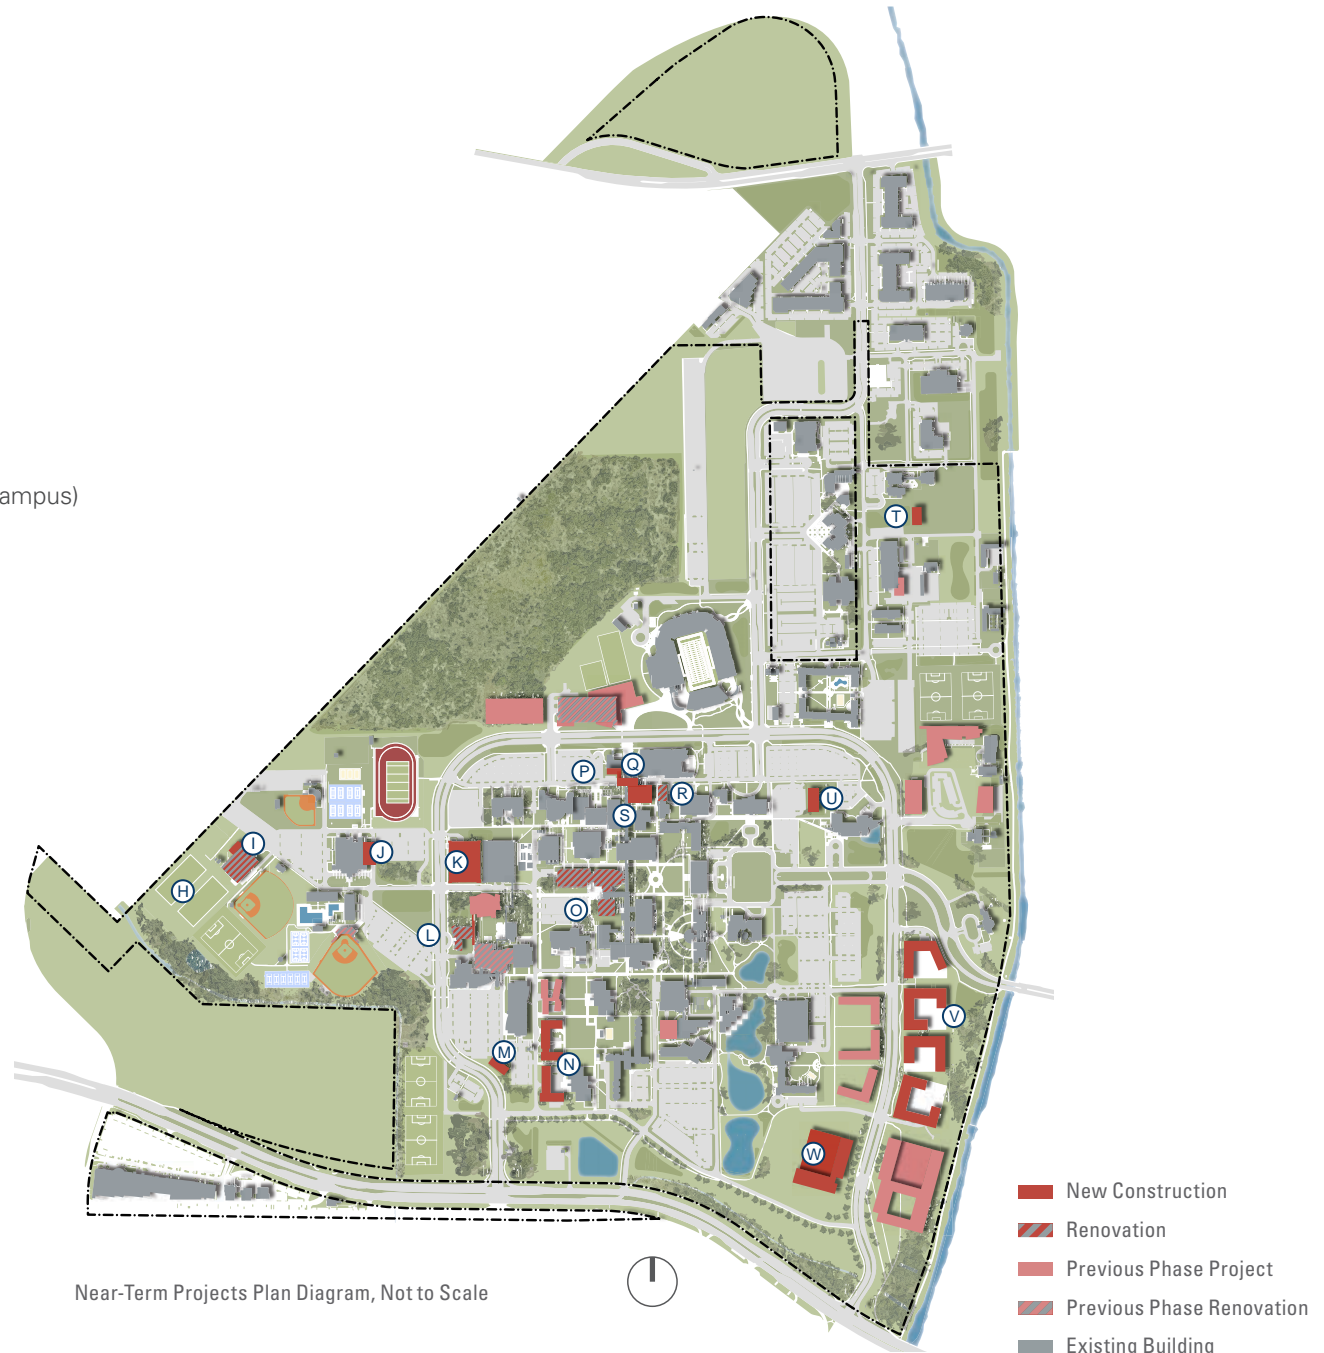 ampus)
T
P
Q
R
S
U
I
J
H
K
L
O
V
M
N
W
New Construction
Renovation
Previous Phase Project
Previous Phase Renovation
Existing Building
Near-Term Projects Plan Diagram, Not to Scale